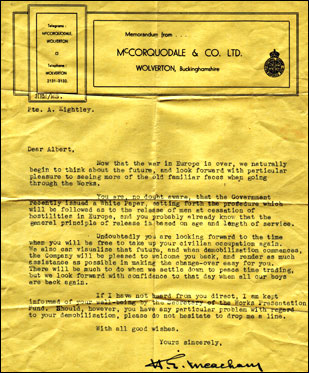 Telegrams:
McCORQUODALE,
WOLVERTON.
Telephone:
WOLVERTON
2131-2133.
Memorandum from
McCORQUODALE & CO. LTD.
WOLVERTON, Buckinghamshire
Pte. A. Lightley.
Dear Albert,
Now that the war in Europe is over, we naturally
begin to think about the future, and look forward with particular
pleasure to seeing more of the old familiar faces when going
through the Works.
You are, no doubt aware, that the Government
recently issued a White Paper, setting forth the procedure which
will be followed as to the release of men at cessation of
hostilities in Europe, and you probably already know that the
general principle of release is based on age and length of service.
Undoubtedly you are looking forward to the time
when you will be free to take up your civilian occupation again.
We also can visualise that future, and when demobilization commences,
the Company will be pleased to welcome you back, and render as much
assistance as possible in making the change-over easy for you.
There will be much to do when we settle down to peace time trading,
but we look forward with confidence to that day when all our boys
are back again.
If I have not heard from you direct, I am kept
informed of your well-being by the Secretary of the Works Presentation
Fund. Should, however, you have any particular problem with regard
to your demobilization, please do not hesitate to drop me a line.
With all good wishes.
Yours sincerely,
Meacham